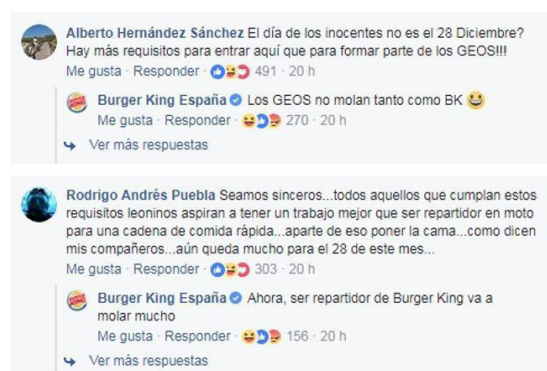 Alberto Hernández Sánchez El día de los inocentes no es el 28 Diciembre?
Hay más requisitos para entrar aquí que para formar parte de los GEOS!!!
Me gusta · Responder · 491 · 20 h
Burger King España Los GEOS no molan tanto como BK 😀
Me gusta · Responder · 270 · 20 h
Ver más respuestas
Rodrigo Andrés Puebla Seamos sinceros...todos aquellos que cumplan estos
requisitos leoninos aspiran a tener un trabajo mejor que ser repartidor en moto
para una cadena de comida rápida...aparte de eso poner la cama...como dicen
mis compañeros...aún queda mucho para el 28 de este mes...
Me gusta · Responder · 303 · 20 h
Burger King España Ahora, ser repartidor de Burger King va a
molar mucho
Me gusta · Responder · 156 · 20 h
Ver más respuestas